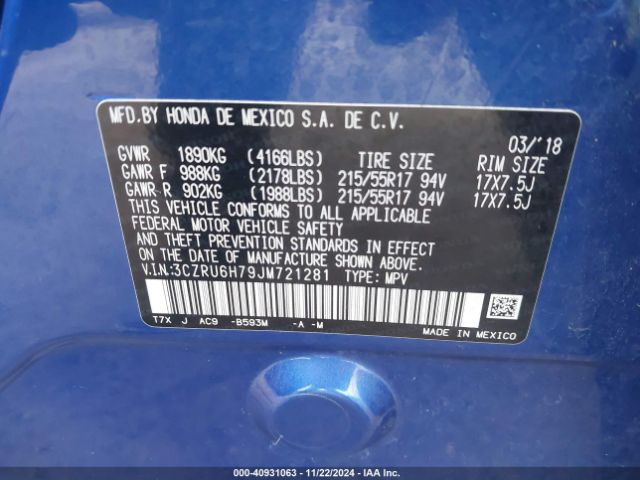 MFD.BY HONDA DE MEXICO S.A. DE C.V.
03/'18
GVWR 1890KG (4166LBS) TIRE SIZE RIM SIZE
GAWR F 988KG (2178LBS) 215/55R17 94V 17X7.5J
GAWR R 902KG (1988LBS) 215/55R17 94V 17X7.5J
THIS VEHICLE CONFORMS TO ALL APPLICABLE
FEDERAL MOTOR VEHICLE SAFETY
AND THEFT PREVENTION STANDARDS IN EFFECT
ON THE DATE OF MANUFACTURE SHOWN ABOVE.
V.I.N:3CZRU6H79JM721281 TYPE: MPV
T7X J AC9 -B593M -A -M
MADE IN MEXICO
000-40931063 - 11/22/2024 - IAA Inc.